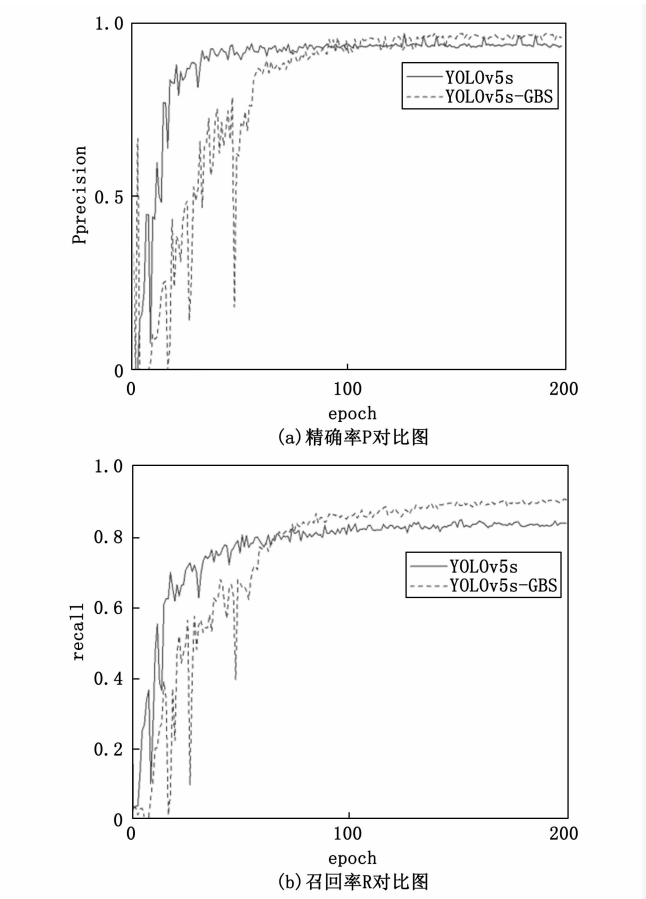 1.0
YOLOv5s
YOLOv5s-GBS
0.5
Pprecision
0
0 100 200
epoch
(a)精确率P对比图
1.0
0.8
YOLOv5s
YOLOv5s-GBS
0.6
recall
0.4
0.2
0
0 100 200
epoch
(b)召回率R对比图